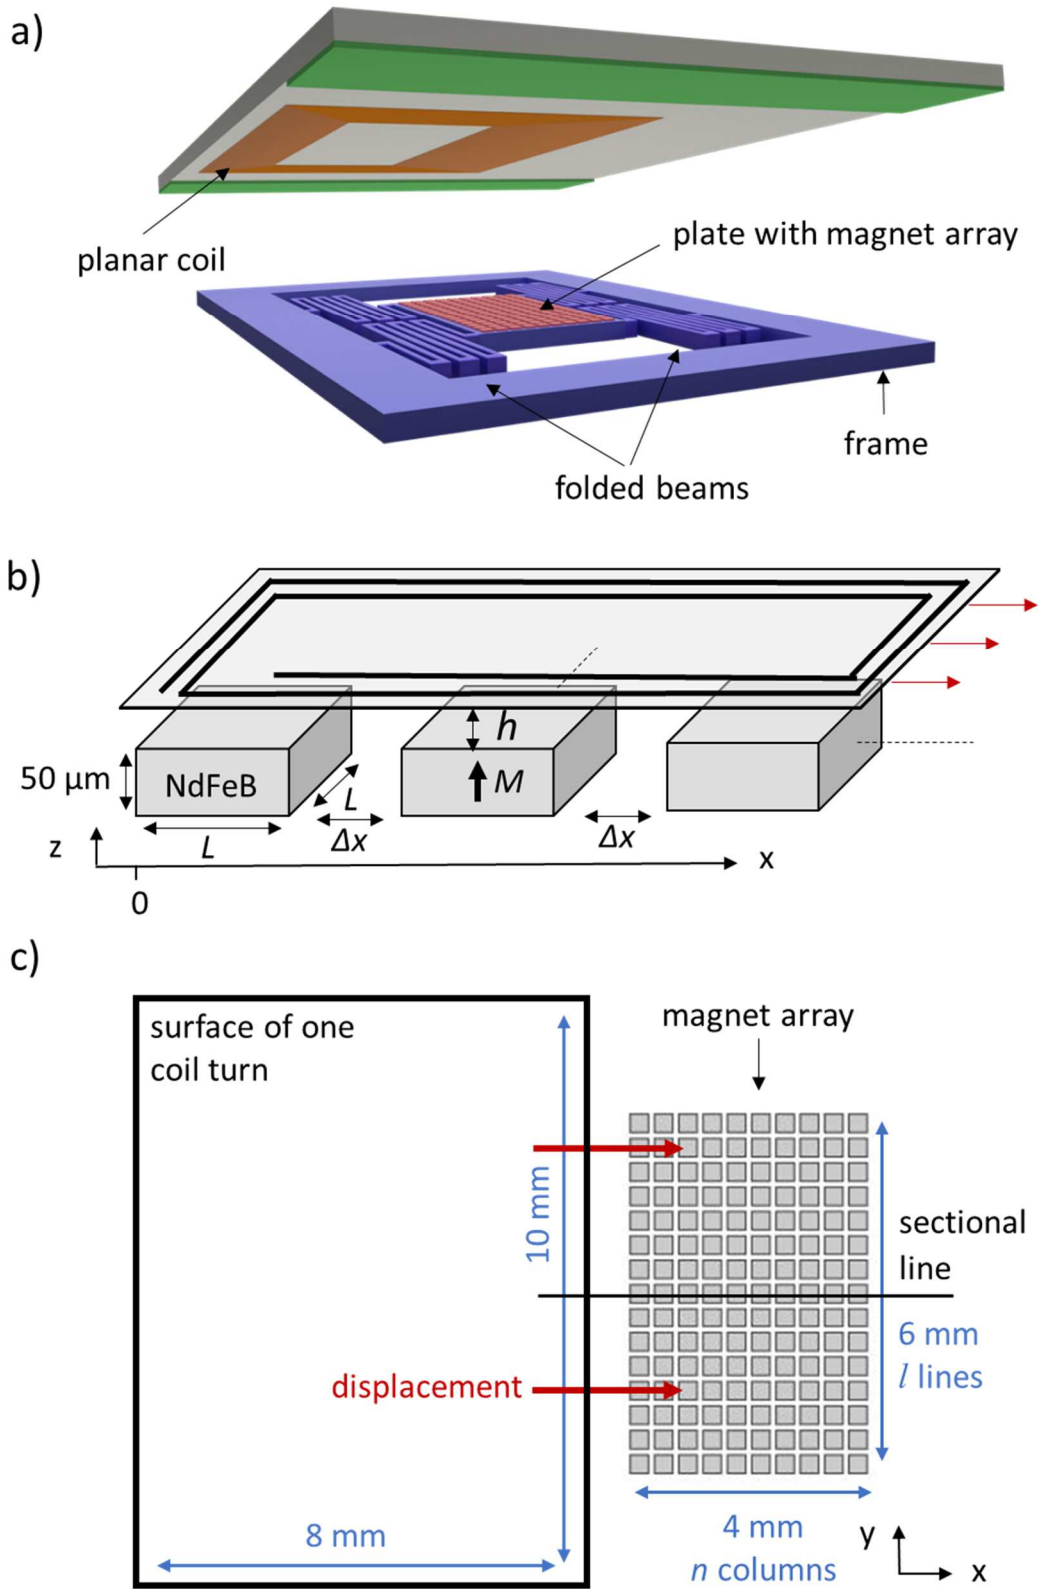 a)
planar coil
plate with magnet array
frame
folded beams
b)
h
50 µm
NdFeB
M
L
L
Δx
Δx
z
x
0
c)
surface of one
coil turn
magnet array
10 mm
sectional
line
6 mm
l lines
displacement
8 mm
4 mm
n columns
y
x